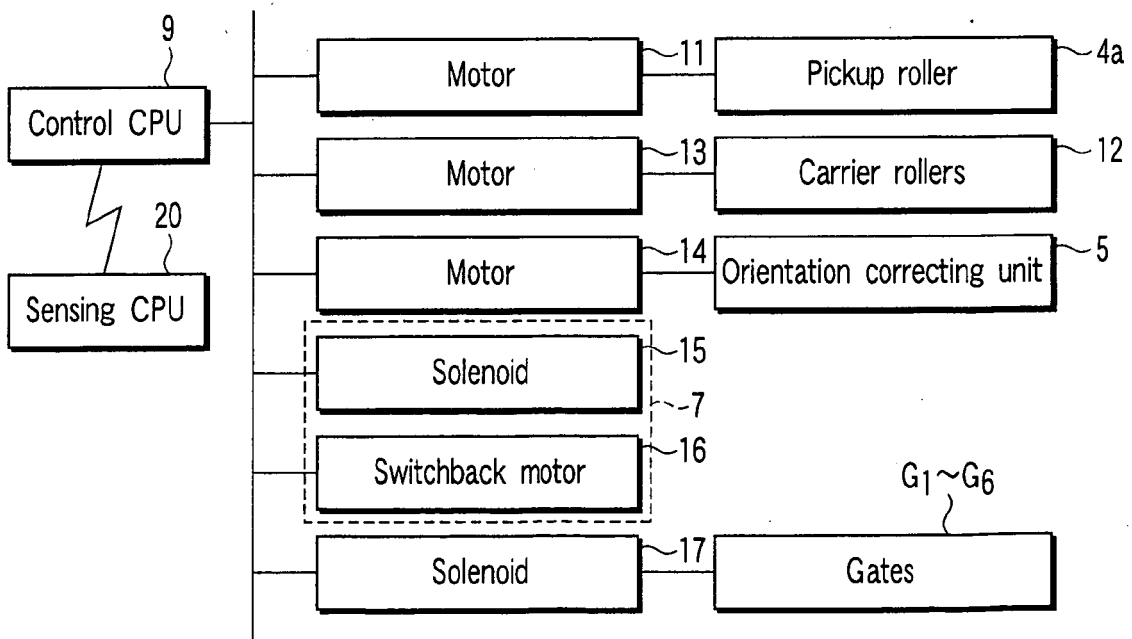 9
Control CPU
20
Sensing CPU
Motor
11
Pickup roller
4a
Motor
13
Carrier rollers
12
Motor
14
Orientation correcting unit
5
Solenoid
15
7
Switchback motor
16
G1~G6
Solenoid
17
Gates